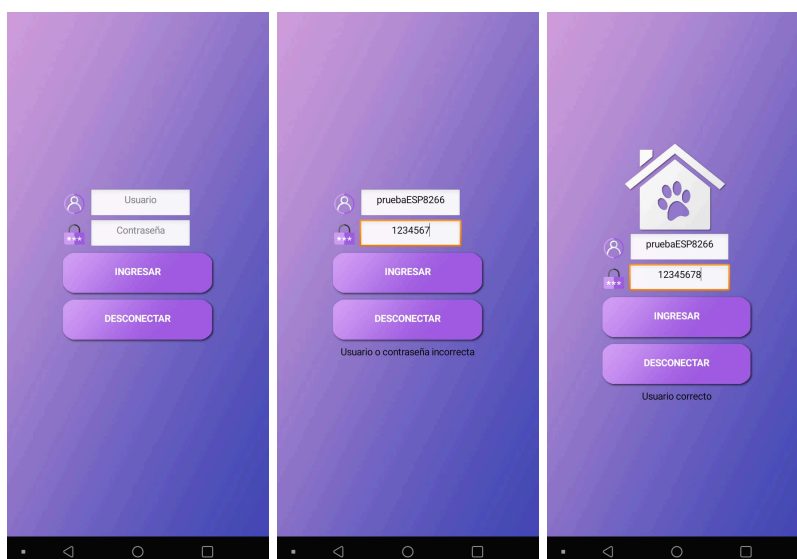 Usuario
Contraseña
INGRESAR
DESCONECTAR
pruebaESP8266
1234567
INGRESAR
DESCONECTAR
Usuario o contraseña incorrecta
pruebaESP8266
12345678
INGRESAR
DESCONECTAR
Usuario correcto